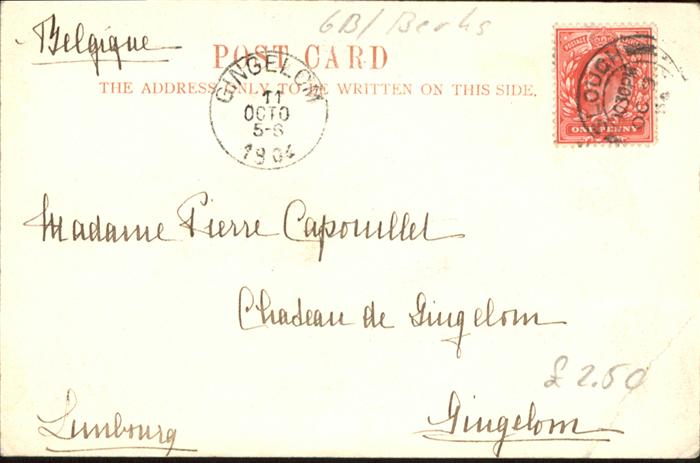 GB/ Berks
Belgique
POST CARD
THE ADDRESS ONLY TO BE WRITTEN ON THIS SIDE.
GINGELOM
11
OCTO
5-6
1904
POSTAGE
ONE PENNY
Madame Pierre Capouillet
Chateau de Gingelom
£ 2.50
Gingelom
Limbourg